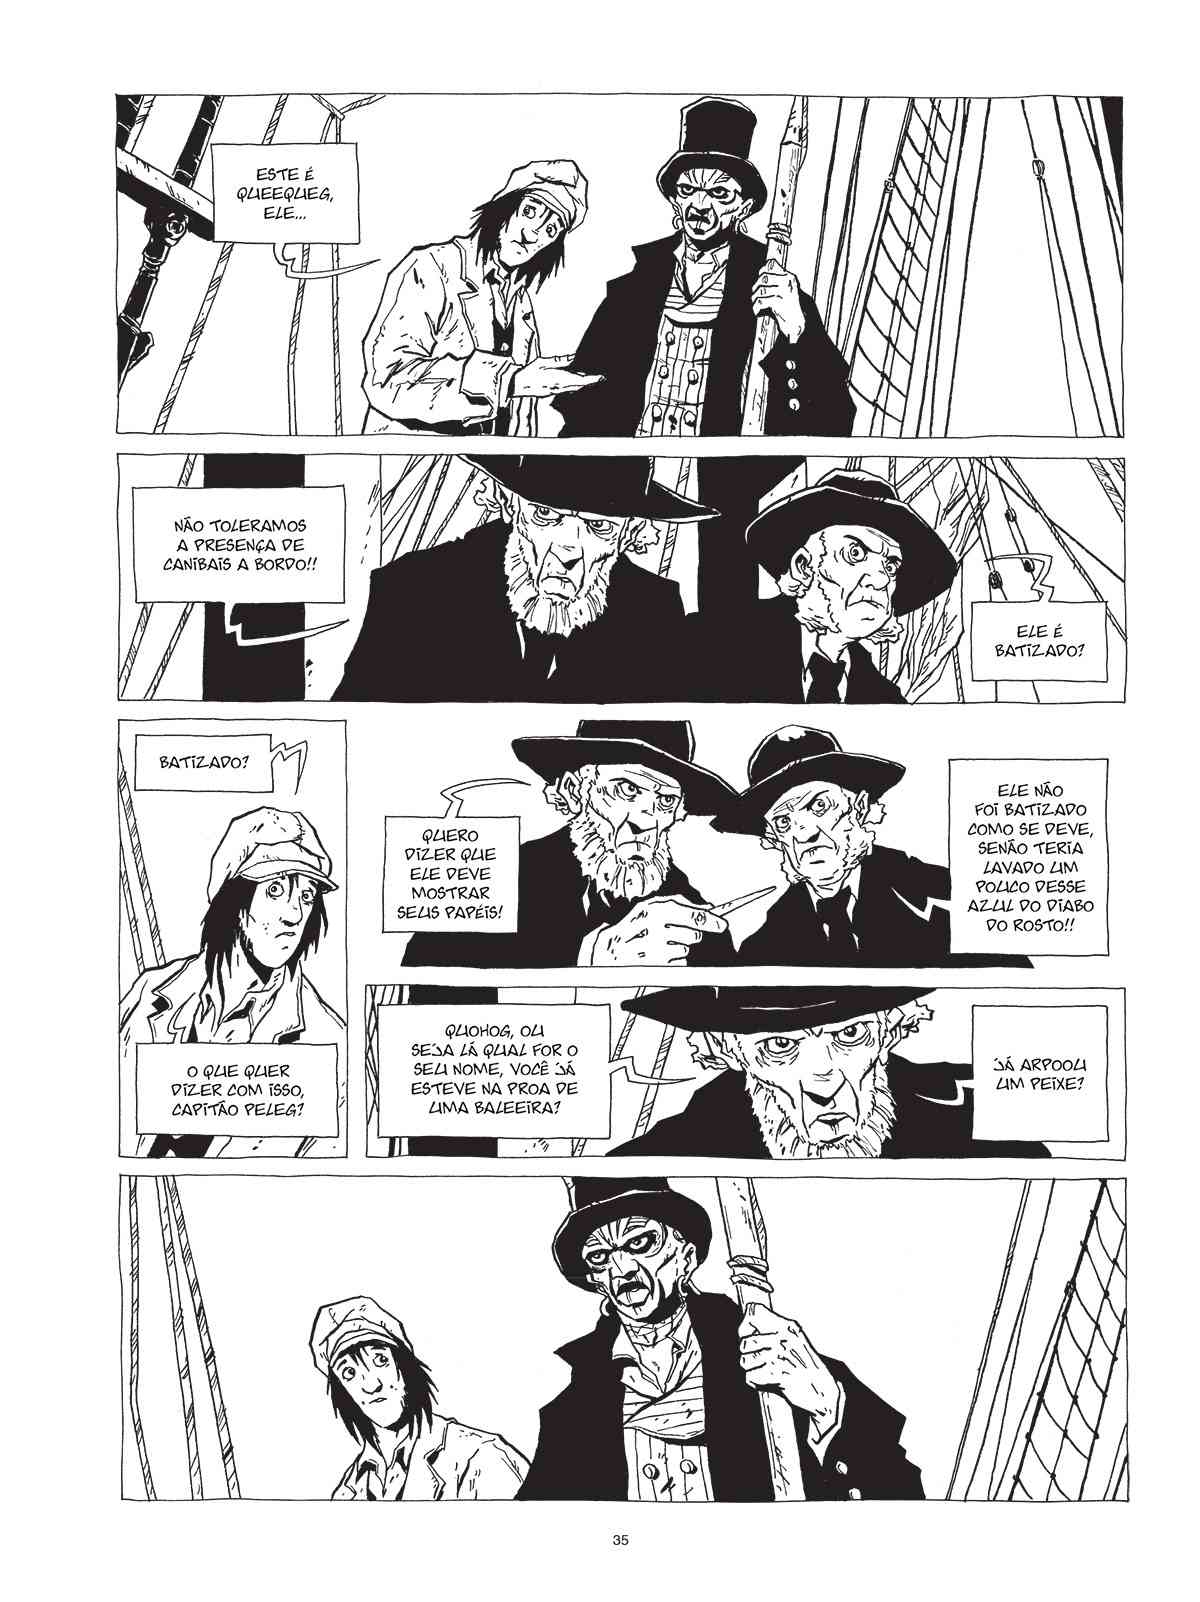 ESTE É
QUEEQUEG,
ELE...
NÃO TOLERAMOS
A PRESENÇA DE
CANIBAIS A BORDO!!
ELE É
BATIZADO?
BATIZADO?
O QUE QUER
DIZER COM ISSO,
CAPITÃO PELEG?
QUERO
DIZER QUE
ELE DEVE
MOSTRAR
SEUS PAPÉIS!
ELE NÃO
FOI BATIZADO
COMO SE DEVE,
SENÃO TERIA
LAVADO UM
POUCO DESSE
AZUL DO DIABO
DO ROSTO!!
QUOHOG, OU
SEJA LÁ QUAL FOR O
SEU NOME, VOCÊ JÁ
ESTEVE NA PROA DE
UMA BALEEIRA?
JÁ ARPOOU
UM PEIXE?
35